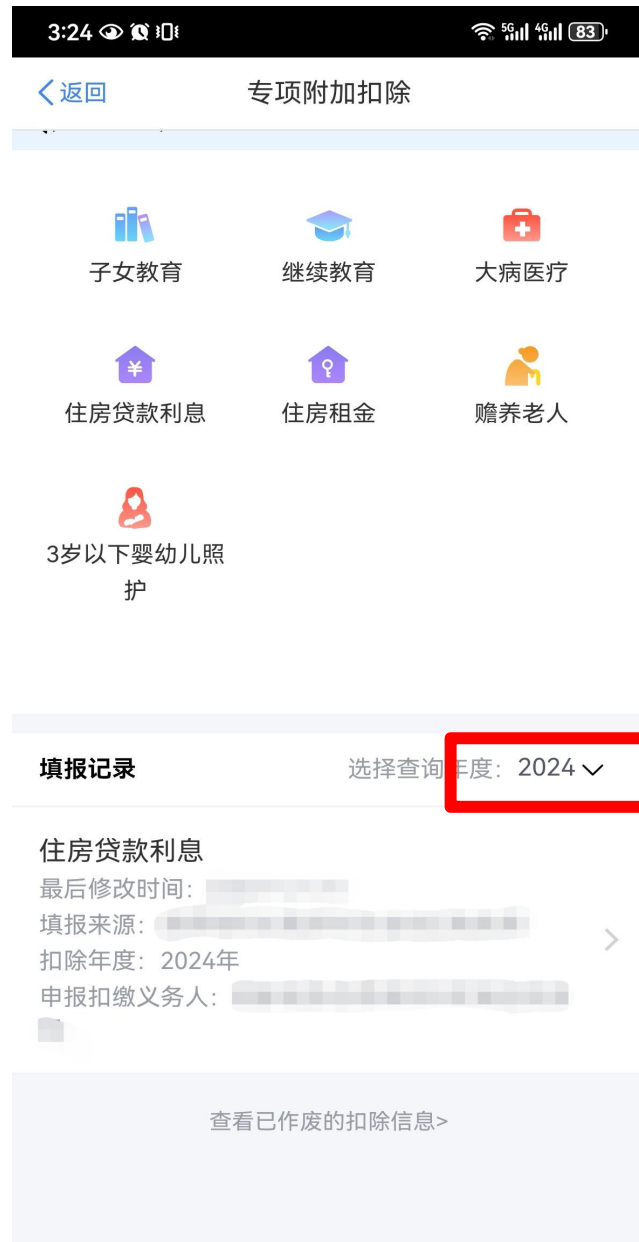 3:24 5G 4G 83
返回 专项附加扣除
子女教育 继续教育 大病医疗
住房贷款利息 住房租金 赡养老人
3岁以下婴幼儿照
护
填报记录 选择查询年度：2024
住房贷款利息
最后修改时间：
填报来源：
扣除年度：2024年
申报扣缴义务人：
查看已作废的扣除信息>